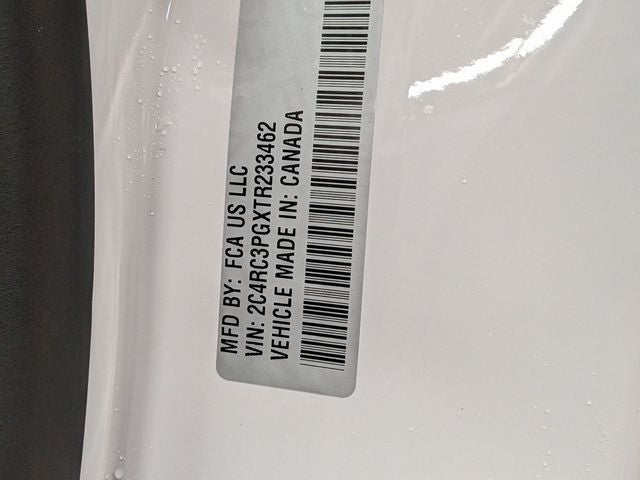 MFD BY: FCA US LLC
VIN: 2C4RC3PGXTR233462
VEHICLE MADE IN: CANADA